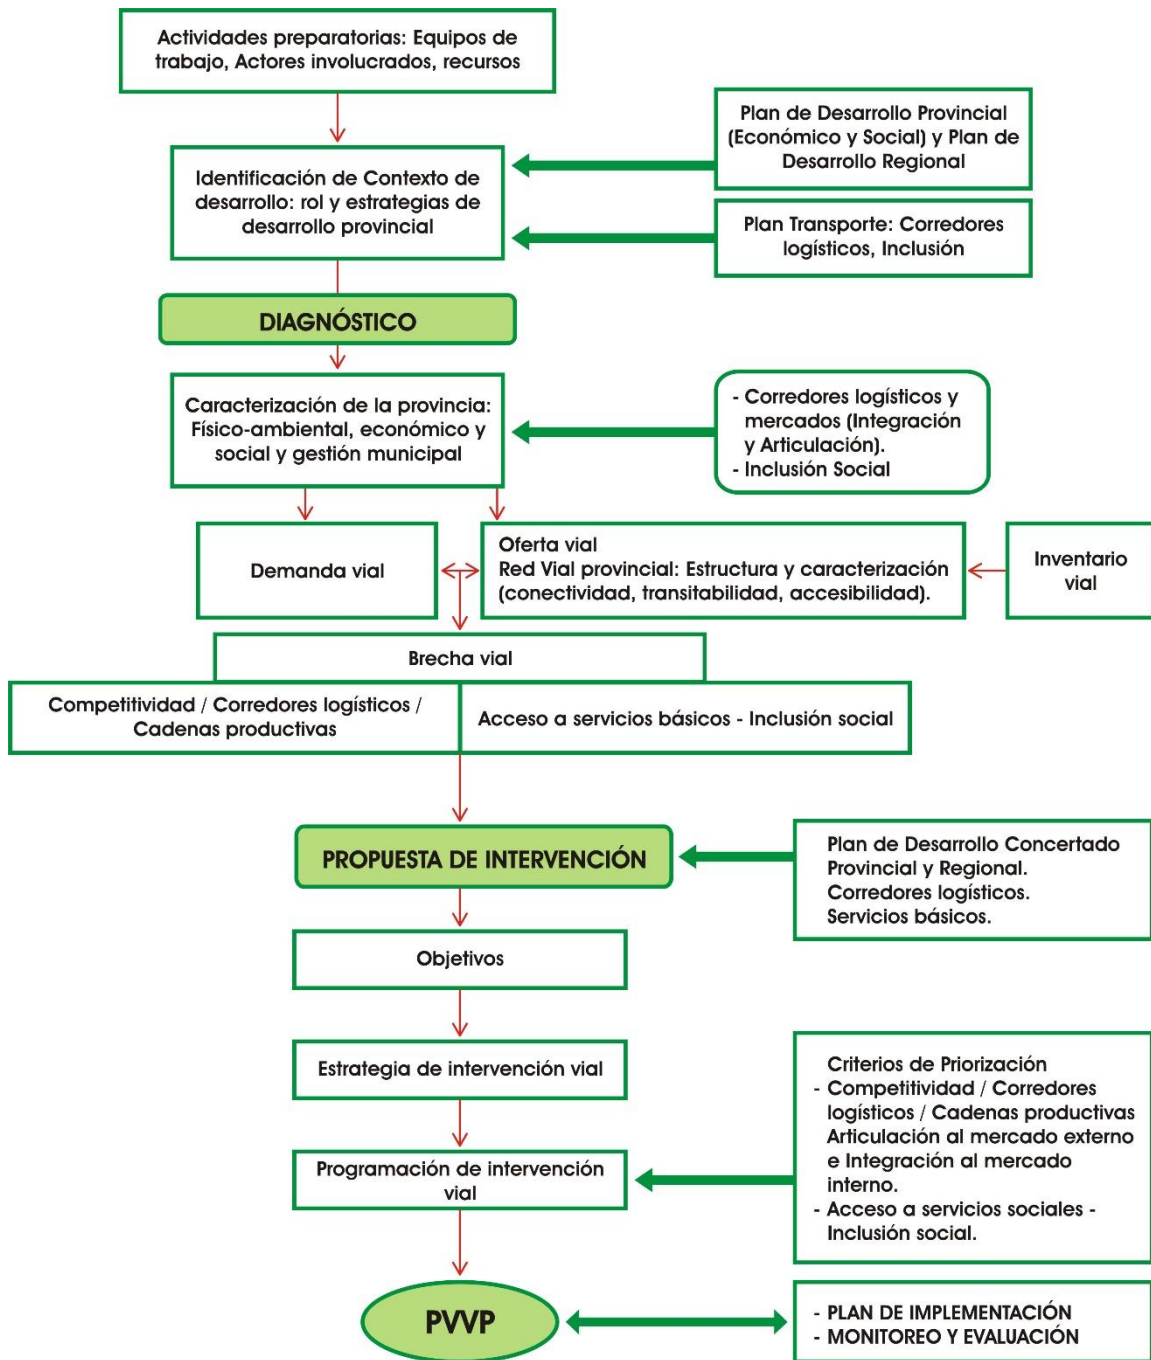 Actividades preparatorias: Equipos de
trabajo, Actores involucrados, recursos
Plan de Desarrollo Provincial
(Económico y Social) y Plan de
Desarrollo Regional
Identificación de Contexto de
desarrollo: rol y estrategias de
desarrollo provincial
Plan Transporte: Corredores
logísticos, Inclusión
DIAGNÓSTICO
Caracterización de la provincia:
Físico-ambiental, económico y
social y gestión municipal
- Corredores logísticos y
mercados (Integración
y Articulación).
- Inclusión Social
Demanda vial
Oferta vial
Red Vial provincial: Estructura y caracterización
(conectividad, transitabilidad, accesibilidad).
Inventario
vial
Brecha vial
Competitividad / Corredores logísticos /
Cadenas productivas
Acceso a servicios básicos - Inclusión social
PROPUESTA DE INTERVENCIÓN
Plan de Desarrollo Concertado
Provincial y Regional.
Corredores logísticos.
Servicios básicos.
Objetivos
Estrategia de intervención vial
Programación de intervención
vial
Criterios de Priorización
- Competitividad / Corredores
logísticos / Cadenas productivas
Articulación al mercado externo
e Integración al mercado
interno.
- Acceso a servicios sociales -
Inclusión social.
PVVP
- PLAN DE IMPLEMENTACIÓN
- MONITOREO Y EVALUACIÓN